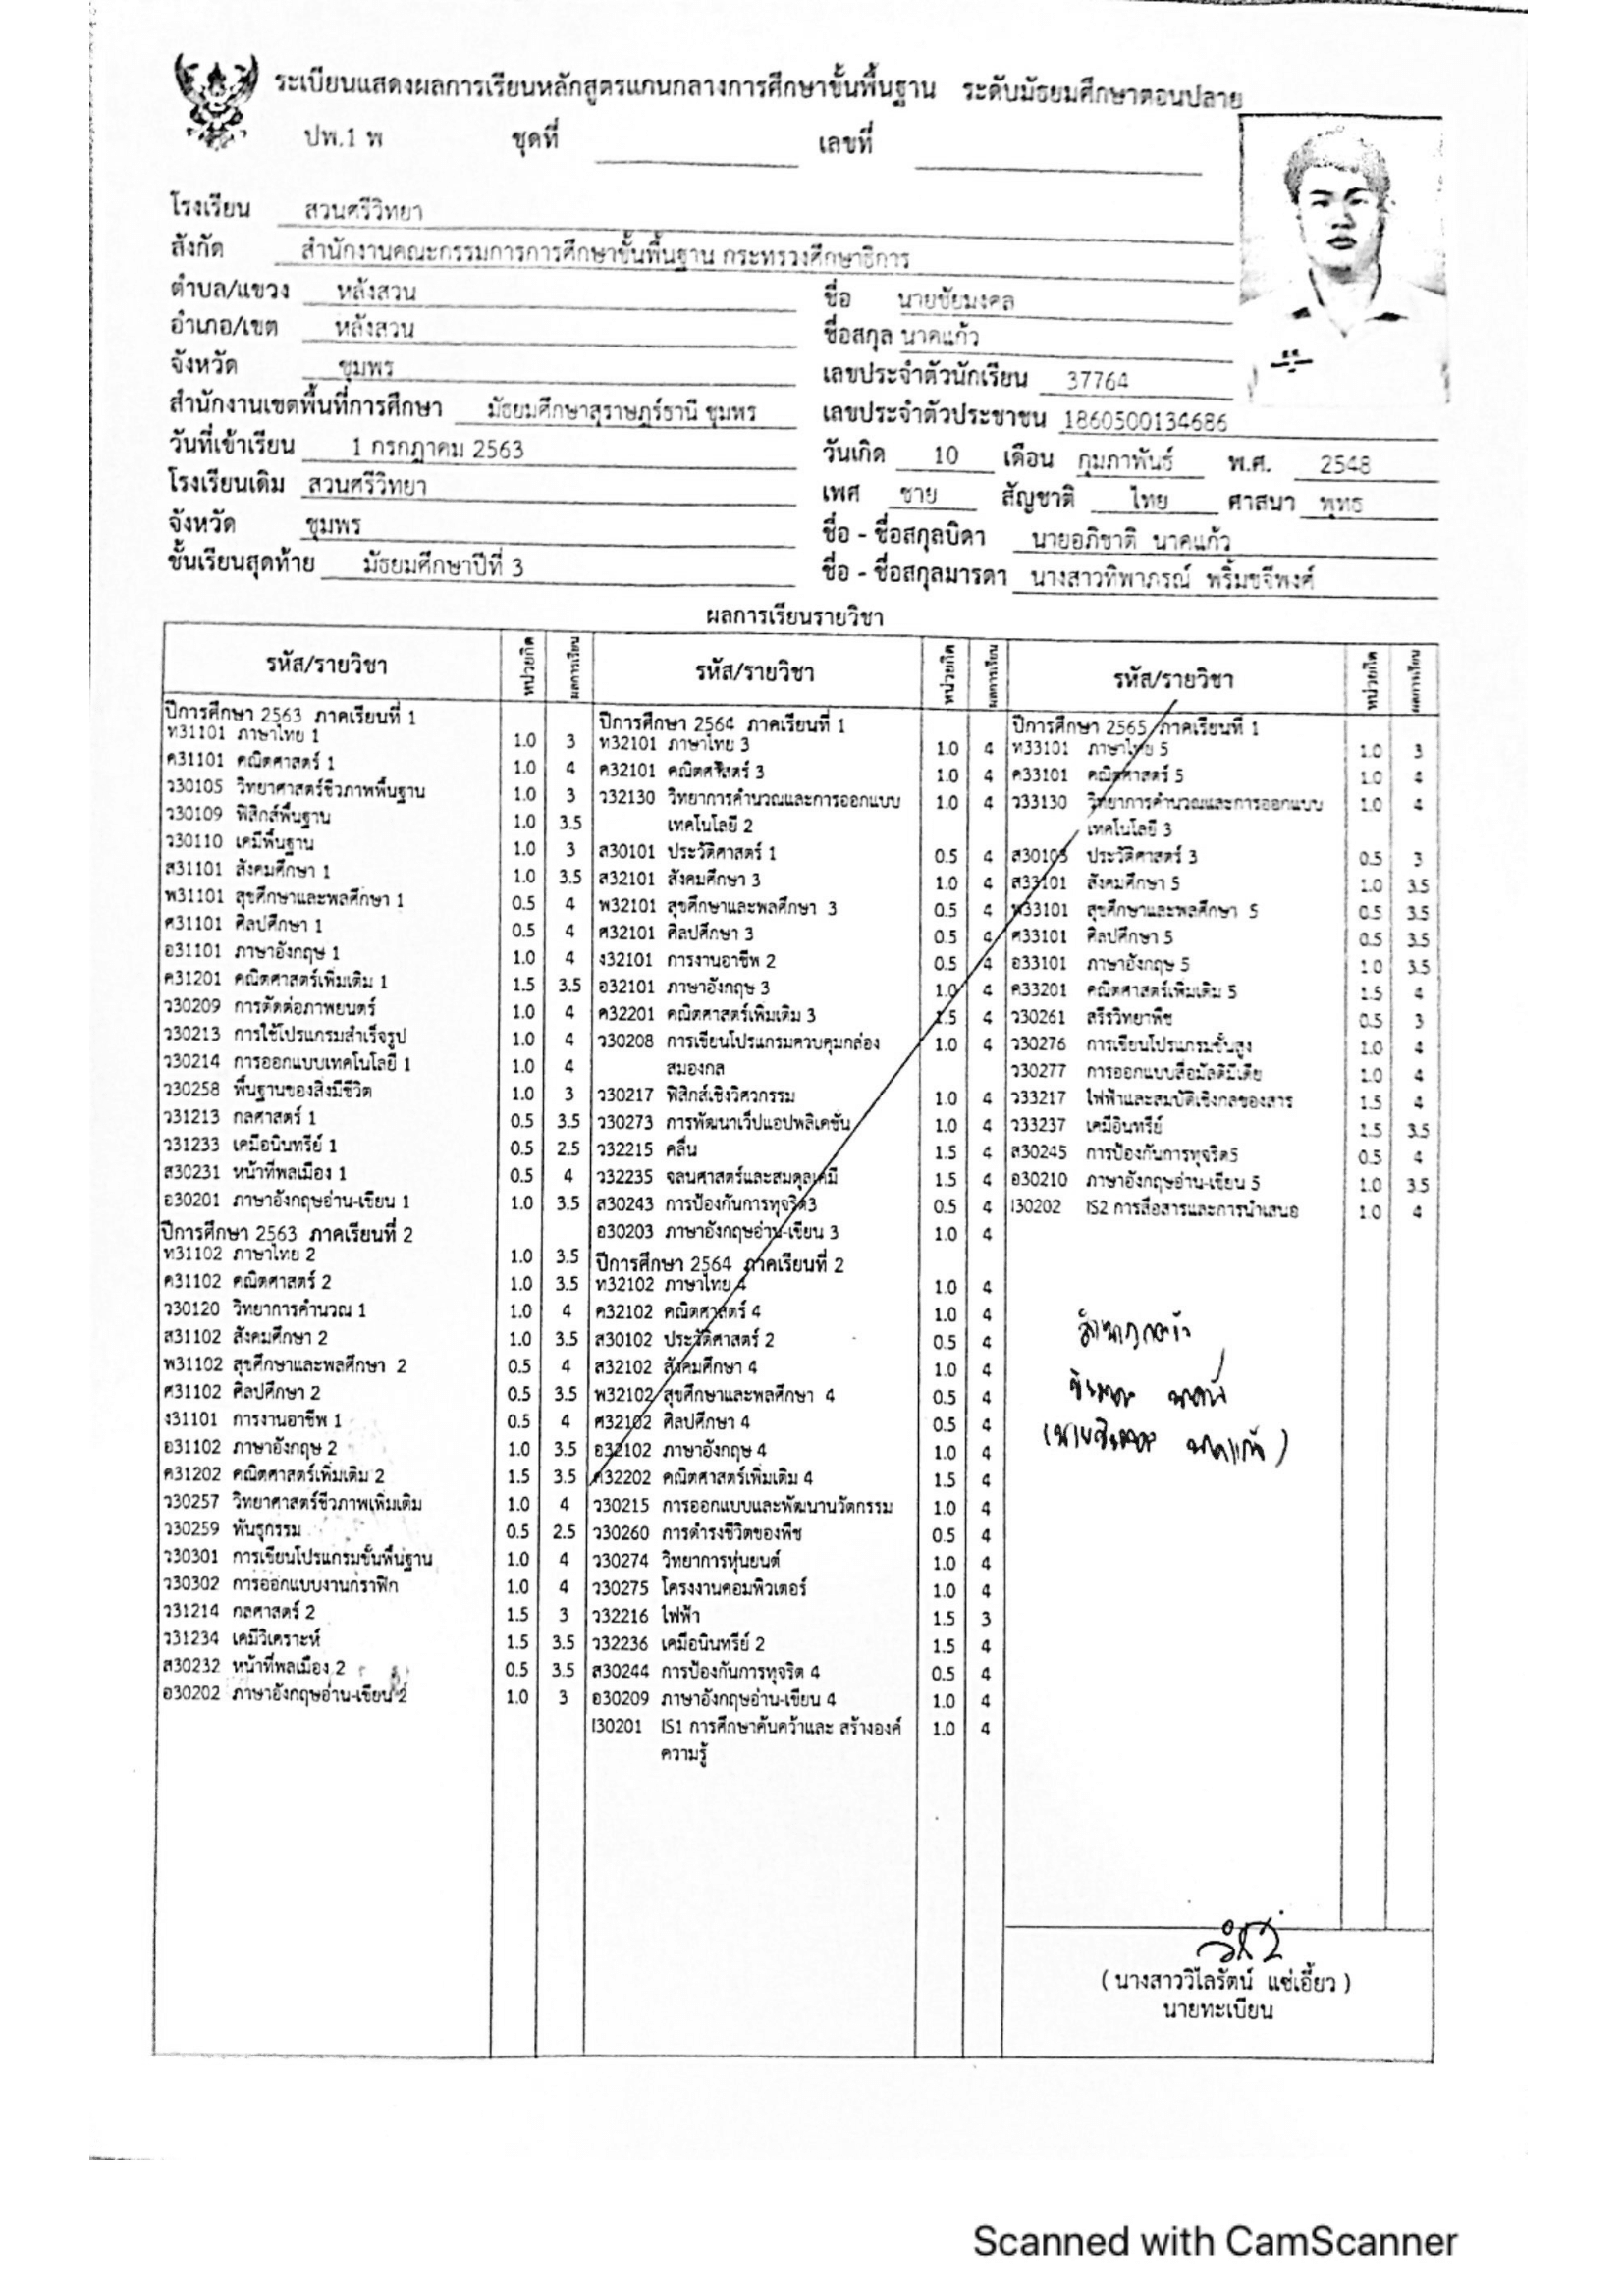 ระเบียนแสดงผลการเรียนหลักสูตรแกนกลางการศึกษาขั้นพื้นฐาน ระดับมัธยมศึกษาตอนปลาย
ปพ.1 พ ชุดที่ เลขที่
โรงเรียน สวนศรีวิทยา
สังกัด สำนักงานคณะกรรมการการศึกษาขั้นพื้นฐาน กระทรวงศึกษาธิการ
ตำบล/แขวง หลังสวน
อำเภอ/เขต หลังสวน
จังหวัด ชุมพร
สำนักงานเขตพื้นที่การศึกษา มัธยมศึกษาสุราษฎร์ธานี ชุมพร
วันที่เข้าเรียน 1 กรกฎาคม 2563
โรงเรียนเดิม สวนศรีวิทยา
จังหวัด ชุมพร
ชั้นเรียนสุดท้าย มัธยมศึกษาปีที่ 3
ชื่อ นายชัยมงคล
ชื่อสกุล นาคแก้ว
เลขประจำตัวนักเรียน 37764
เลขประจำตัวประชาชน 1860500134686
วันเกิด 10 เดือน กุมภาพันธ์ พ.ศ. 2548
เพศ ชาย สัญชาติ ไทย ศาสนา พุทธ
ชื่อ - ชื่อสกุลบิดา นายอภิชาติ นาคแก้ว
ชื่อ - ชื่อสกุลมารดา นางสาวทิพาภรณ์ พริ้มขจีพงศ์
ผลการเรียนรายวิชา
รหัส/รายวิชา หน่วยกิต ผลการเรียน
ปีการศึกษา 2563 ภาคเรียนที่ 1
ท31101 ภาษาไทย 1 1.0 3
ค31101 คณิตศาสตร์ 1 1.0 4
ว30105 วิทยาศาสตร์ชีวภาพพื้นฐาน 1.0 3
ว30109 ฟิสิกส์พื้นฐาน 1.0 3.5
ว30110 เคมีพื้นฐาน 1.0 3
ส31101 สังคมศึกษา 1 1.0 3.5
พ31101 สุขศึกษาและพลศึกษา 1 0.5 4
ศ31101 ศิลปศึกษา 1 0.5 4
อ31101 ภาษาอังกฤษ 1 1.0 4
ค31201 คณิตศาสตร์เพิ่มเติม 1 1.5 3.5
ว30209 การตัดต่อภาพยนตร์ 1.0 4
ว30213 การใช้โปรแกรมสำเร็จรูป 1.0 4
ว30214 การออกแบบเทคโนโลยี 1 1.0 4
ว30258 พื้นฐานของสิ่งมีชีวิต 1.0 3
ว31213 กลศาสตร์ 1 0.5 3.5
ว31233 เคมีอนินทรีย์ 1 0.5 2.5
ส30231 หน้าที่พลเมือง 1 0.5 4
อ30201 ภาษาอังกฤษอ่าน-เขียน 1 1.0 3.5
ปีการศึกษา 2563 ภาคเรียนที่ 2
ท31102 ภาษาไทย 2 1.0 3.5
ค31102 คณิตศาสตร์ 2 1.0 3.5
ว30120 วิทยาการคำนวณ 1 1.0 4
ส31102 สังคมศึกษา 2 1.0 3.5
พ31102 สุขศึกษาและพลศึกษา 2 0.5 4
ศ31102 ศิลปศึกษา 2 0.5 3.5
ง31101 การงานอาชีพ 1 0.5 4
อ31102 ภาษาอังกฤษ 2 1.0 3.5
ค31202 คณิตศาสตร์เพิ่มเติม 2 1.5 3.5
ว30257 วิทยาศาสตร์ชีวภาพเพิ่มเติม 1.0 4
ว30259 พันธุกรรม 0.5 2.5
ว30301 การเขียนโปรแกรมขั้นพื้นฐาน 1.0 4
ว30302 การออกแบบงานกราฟิก 1.0 4
ว31214 กลศาสตร์ 2 1.5 3
ว31234 เคมีวิเคราะห์ 1.5 3.5
ส30232 หน้าที่พลเมือง 2 0.5 3.5
อ30202 ภาษาอังกฤษอ่าน-เขียน 2 1.0 3
รหัส/รายวิชา หน่วยกิต ผลการเรียน
ปีการศึกษา 2564 ภาคเรียนที่ 1
ท32101 ภาษาไทย 3 1.0 4
ค32101 คณิตศาสตร์ 3 1.0 4
ว32130 วิทยาการคำนวณและการออกแบบ 1.0 4
เทคโนโลยี 2
ส30101 ประวัติศาสตร์ 1 0.5 4
ส32101 สังคมศึกษา 3 1.0 4
พ32101 สุขศึกษาและพลศึกษา 3 0.5 4
ศ32101 ศิลปศึกษา 3 0.5 4
ง32101 การงานอาชีพ 2 0.5 4
อ32101 ภาษาอังกฤษ 3 1.0 4
ค32201 คณิตศาสตร์เพิ่มเติม 3 1.5 4
ว30208 การเขียนโปรแกรมควบคุมกล่อง 1.0 4
สมองกล
ว30217 ฟิสิกส์เชิงวิศวกรรม 1.0 4
ว30273 การพัฒนาเว็ปแอปพลิเคชั่น 1.0 4
ว32215 คลื่น 1.5 4
ว32235 จลนศาสตร์และสมดุลเคมี 1.5 4
ส30243 การป้องกันการทุจริต3 0.5 4
อ30203 ภาษาอังกฤษอ่าน-เขียน 3 1.0 4
ปีการศึกษา 2564 ภาคเรียนที่ 2
ท32102 ภาษาไทย 4 1.0 4
ค32102 คณิตศาสตร์ 4 1.0 4
ส30102 ประวัติศาสตร์ 2 0.5 4
ส32102 สังคมศึกษา 4 1.0 4
พ32102 สุขศึกษาและพลศึกษา 4 0.5 4
ศ32102 ศิลปศึกษา 4 0.5 4
อ32102 ภาษาอังกฤษ 4 1.0 4
ค32202 คณิตศาสตร์เพิ่มเติม 4 1.5 4
ว30215 การออกแบบและพัฒนานวัตกรรม 1.0 4
ว30260 การดำรงชีวิตของพืช 0.5 4
ว30274 วิทยาการหุ่นยนต์ 1.0 4
ว30275 โครงงานคอมพิวเตอร์ 1.0 4
ว32216 ไฟฟ้า 1.5 3
ว32236 เคมีอนินทรีย์ 2 1.5 4
ส30244 การป้องกันการทุจริต 4 0.5 4
อ30209 ภาษาอังกฤษอ่าน-เขียน 4 1.0 4
I30201 IS1 การศึกษาค้นคว้าและ สร้างองค์ 1.0 4
ความรู้
รหัส/รายวิชา หน่วยกิต ผลการเรียน
ปีการศึกษา 2565 ภาคเรียนที่ 1
ท33101 ภาษาไทย 5 1.0 3
ค33101 คณิตศาสตร์ 5 1.0 4
ว33130 วิทยาการคำนวณและการออกแบบ 1.0 4
เทคโนโลยี 3
ส30103 ประวัติศาสตร์ 3 0.5 3
ส33101 สังคมศึกษา 5 1.0 3.5
พ33101 สุขศึกษาและพลศึกษา 5 0.5 3.5
ศ33101 ศิลปศึกษา 5 0.5 3.5
อ33101 ภาษาอังกฤษ 5 1.0 3.5
ค33201 คณิตศาสตร์เพิ่มเติม 5 1.5 4
ว30261 สรีรวิทยาพืช 0.5 3
ว30276 การเขียนโปรแกรมขั้นสูง 1.0 4
ว30277 การออกแบบสื่อมัลติมีเดีย 1.0 4
ว33217 ไฟฟ้าและสมบัติเชิงกลของสาร 1.5 4
ว33237 เคมีอินทรีย์ 1.5 3.5
ส30245 การป้องกันการทุจริต5 0.5 4
อ30210 ภาษาอังกฤษอ่าน-เขียน 5 1.0 3.5
I30202 IS2 การสื่อสารและการนำเสนอ 1.0 4
สำเนาถูกต้อง
ชัยมงคล นาคแก้ว
(นายชัยมงคล นาคแก้ว)
( นางสาววิไลรัตน์ แซ่เอี้ยว )
นายทะเบียน
Scanned with CamScanner